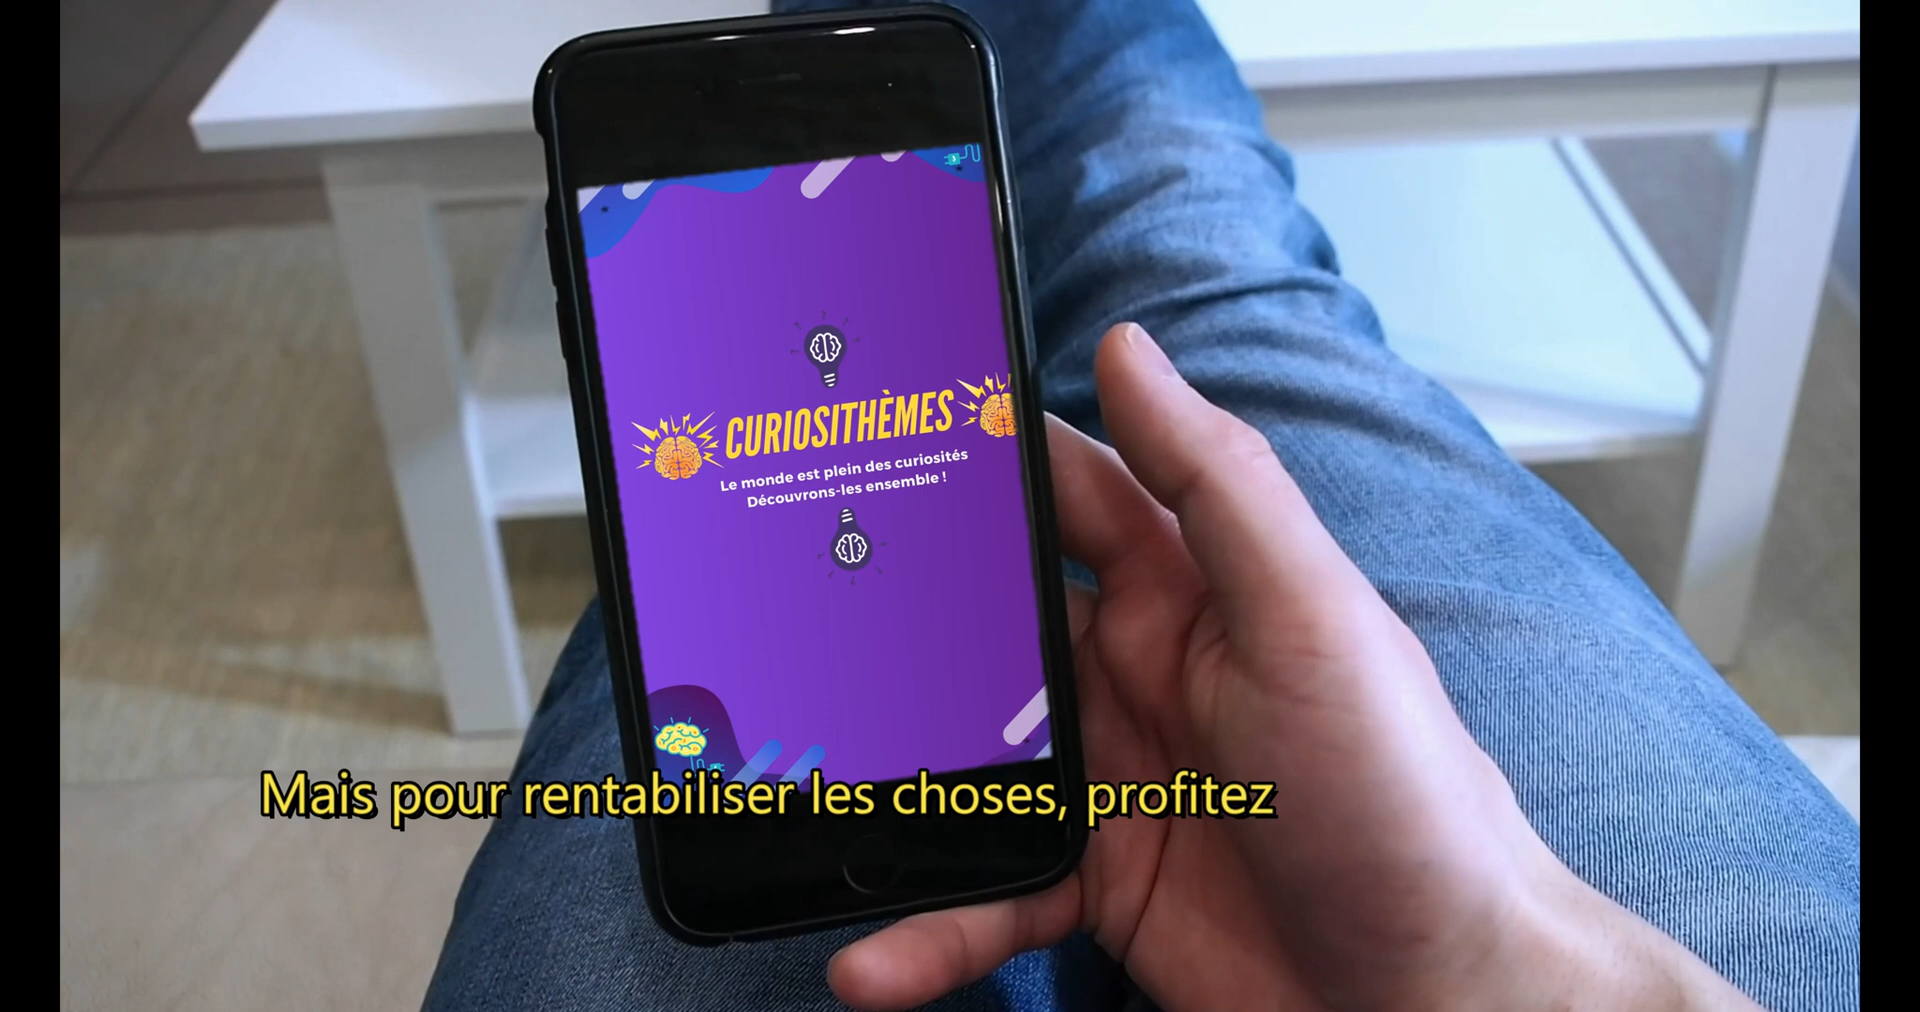 CURIOSITHÈMES
Le monde est plein des curiosités
Découvrons-les ensemble !
Mais pour rentabiliser les choses, profitez